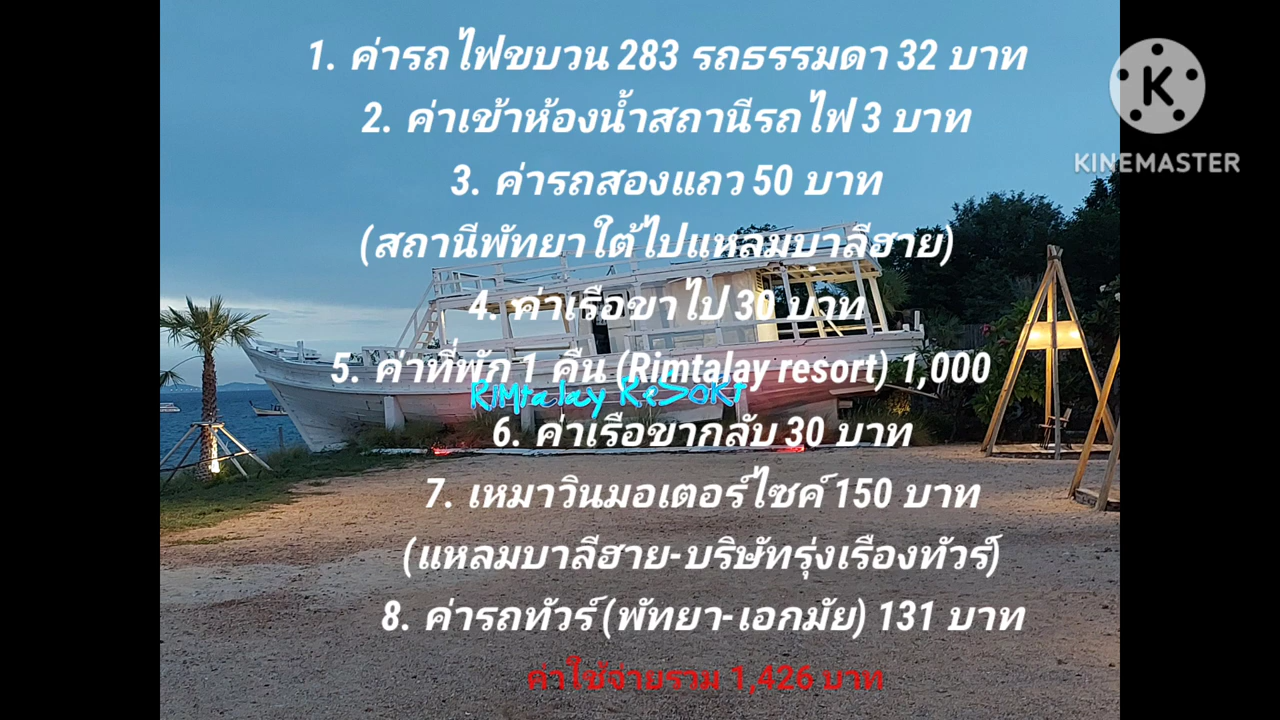 1. ค่ารถไฟขบวน 283 รถธรรมดา 32 บาท
2. ค่าเข้าห้องน้ำสถานีรถไฟ 3 บาท
3. ค่ารถสองแถว 50 บาท
(สถานีพัทยาใต้ไปแหลมบาลีฮาย)
4. ค่าเรือขาไป 30 บาท
5. ค่าที่พัก 1 คืน (Rimtalay resort) 1,000
RiMtalay ReSORt
6. ค่าเรือขากลับ 30 บาท
7. เหมาวินมอเตอร์ไซค์ 150 บาท
(แหลมบาลีฮาย-บริษัทรุ่งเรืองทัวร์)
8. ค่ารถทัวร์ (พัทยา-เอกมัย) 131 บาท
ค่าใช้จ่ายรวม 1,426 บาท
K
KINEMASTER